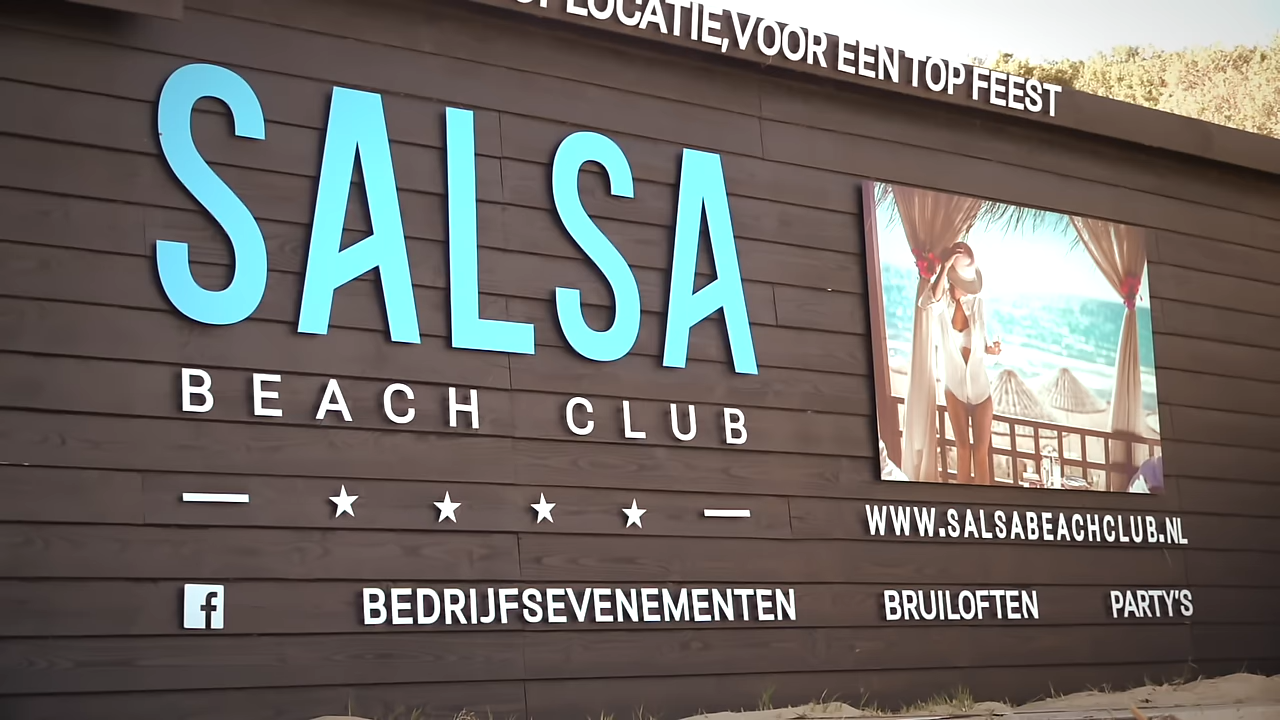 LOCATIE, VOOR EEN TOP FEEST
SALSA
BEACH CLUB
WWW.SALSABEACHCLUB.NL
f
BEDRIJFSEVENEMENTEN BRUILOFTEN PARTY'S